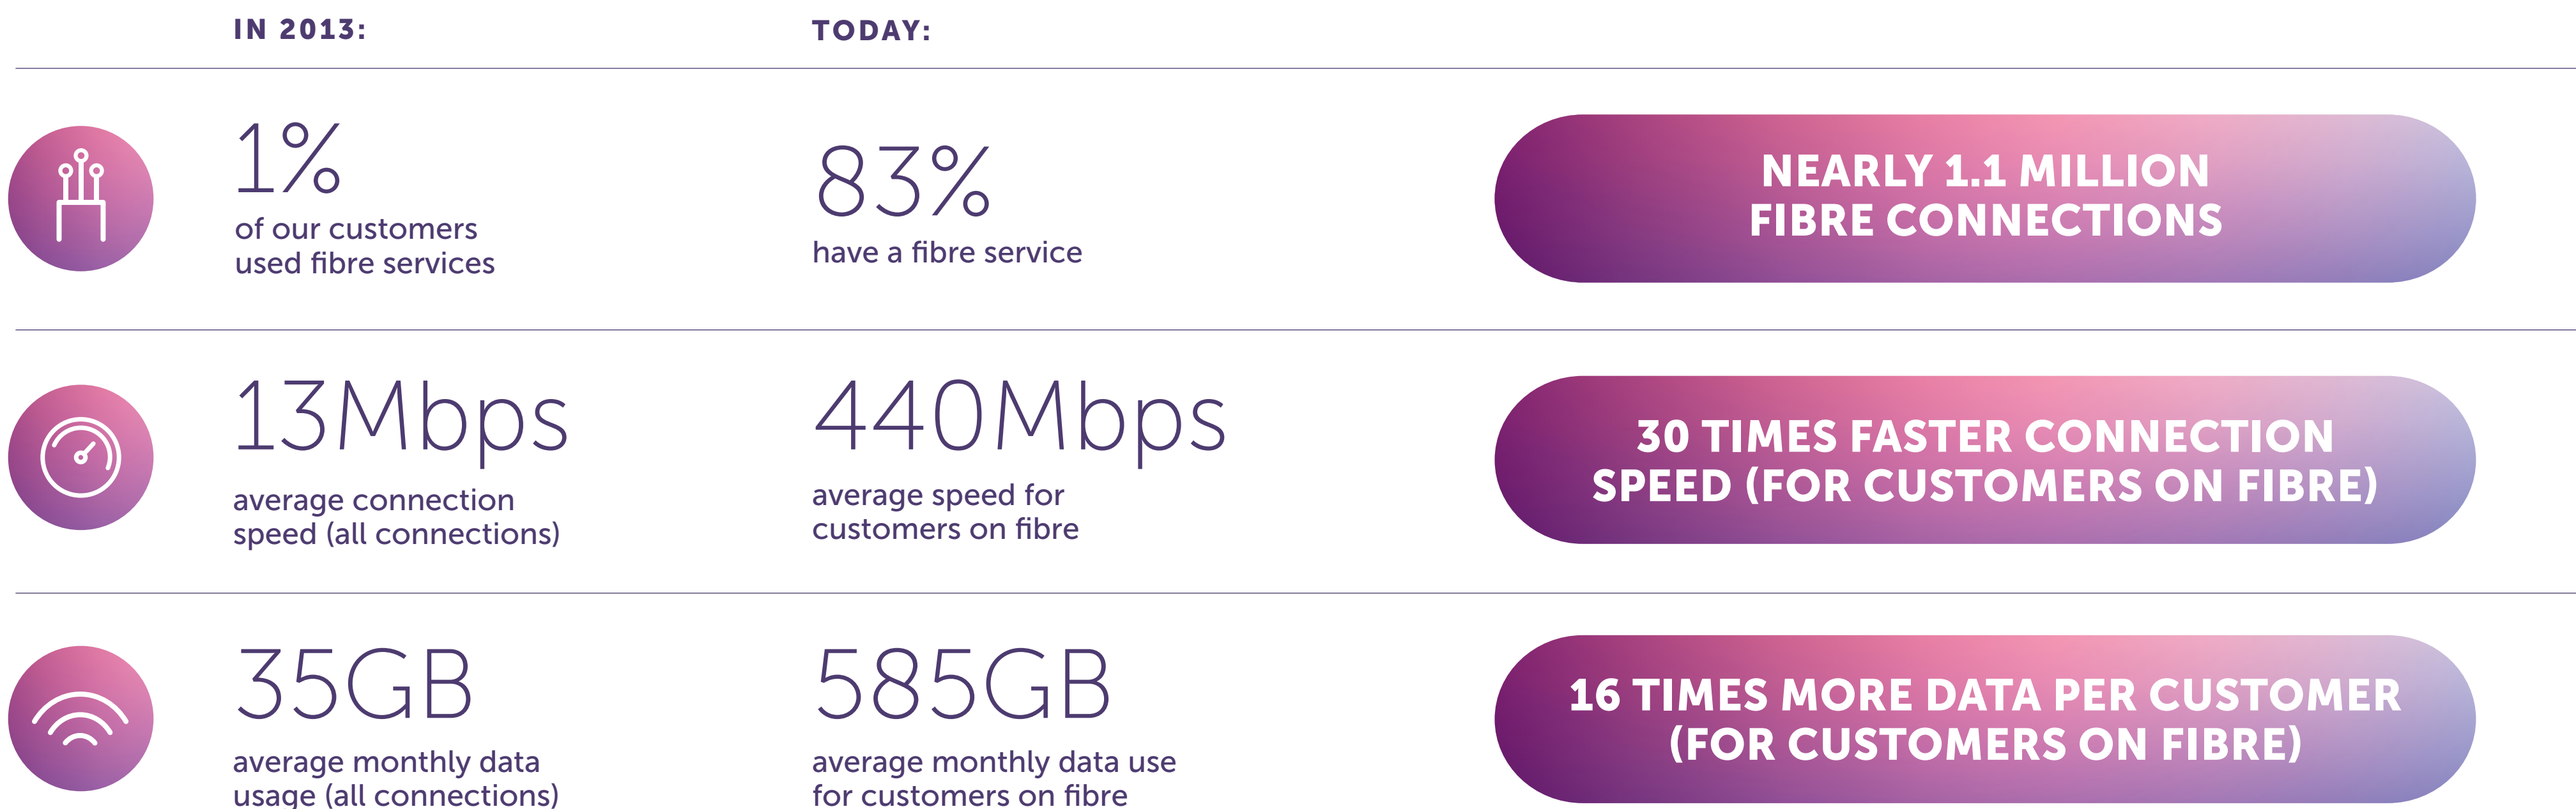 IN 2013:
TODAY:
1%
of our customers
used fibre services
83%
have a fibre service
NEARLY 1.1 MILLION
FIBRE CONNECTIONS
13Mbps
average connection
speed (all connections)
440Mbps
average speed for
customers on fibre
30 TIMES FASTER CONNECTION
SPEED (FOR CUSTOMERS ON FIBRE)
35GB
average monthly data
usage (all connections)
585GB
average monthly data use
for customers on fibre
16 TIMES MORE DATA PER CUSTOMER
(FOR CUSTOMERS ON FIBRE)